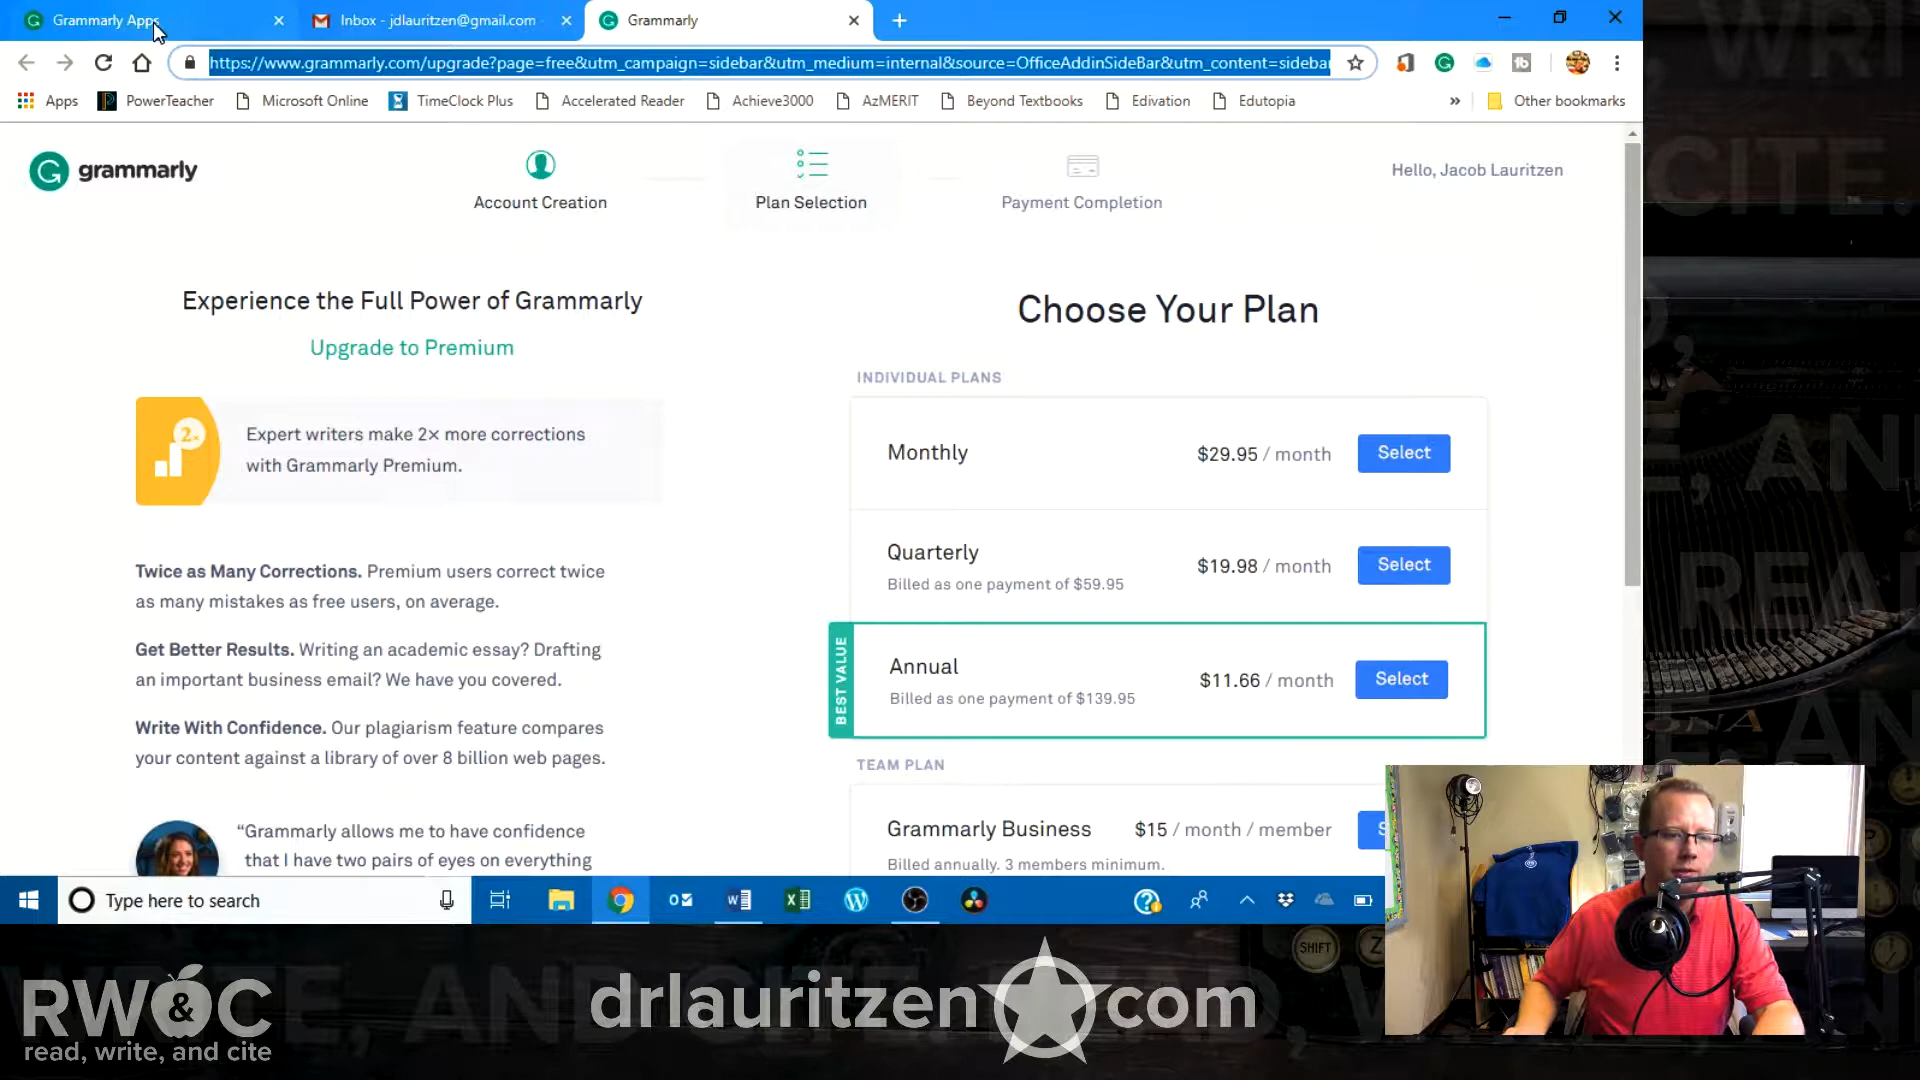 Grammarly Apps
Inbox - jdlauritzen@gmail.com
Grammarly
https://www.grammarly.com/upgrade?page=free&utm_campaign=sidebar&utm_medium=internal&source=OfficeAddinSideBar&utm_content=sidebar
Apps PowerTeacher Microsoft Online TimeClock Plus Accelerated Reader Achieve3000 AzMERIT Beyond Textbooks Edivation Edutopia » Other bookmarks
grammarly
Account Creation
Plan Selection
Payment Completion
Hello, Jacob Lauritzen
Experience the Full Power of Grammarly
Upgrade to Premium
2×
Expert writers make 2× more corrections
with Grammarly Premium.
Twice as Many Corrections. Premium users correct twice
as many mistakes as free users, on average.
Get Better Results. Writing an academic essay? Drafting
an important business email? We have you covered.
Write With Confidence. Our plagiarism feature compares
your content against a library of over 8 billion web pages.
“Grammarly allows me to have confidence
that I have two pairs of eyes on everything
Choose Your Plan
INDIVIDUAL PLANS
Monthly $29.95 / month Select
Quarterly
Billed as one payment of $59.95
$19.98 / month Select
BEST VALUE
Annual
Billed as one payment of $139.95
$11.66 / month Select
TEAM PLAN
Grammarly Business $15 / month / member
Billed annually. 3 members minimum.
Type here to search
RW&C
read, write, and cite
drlauritzen com
SHIFT
Z